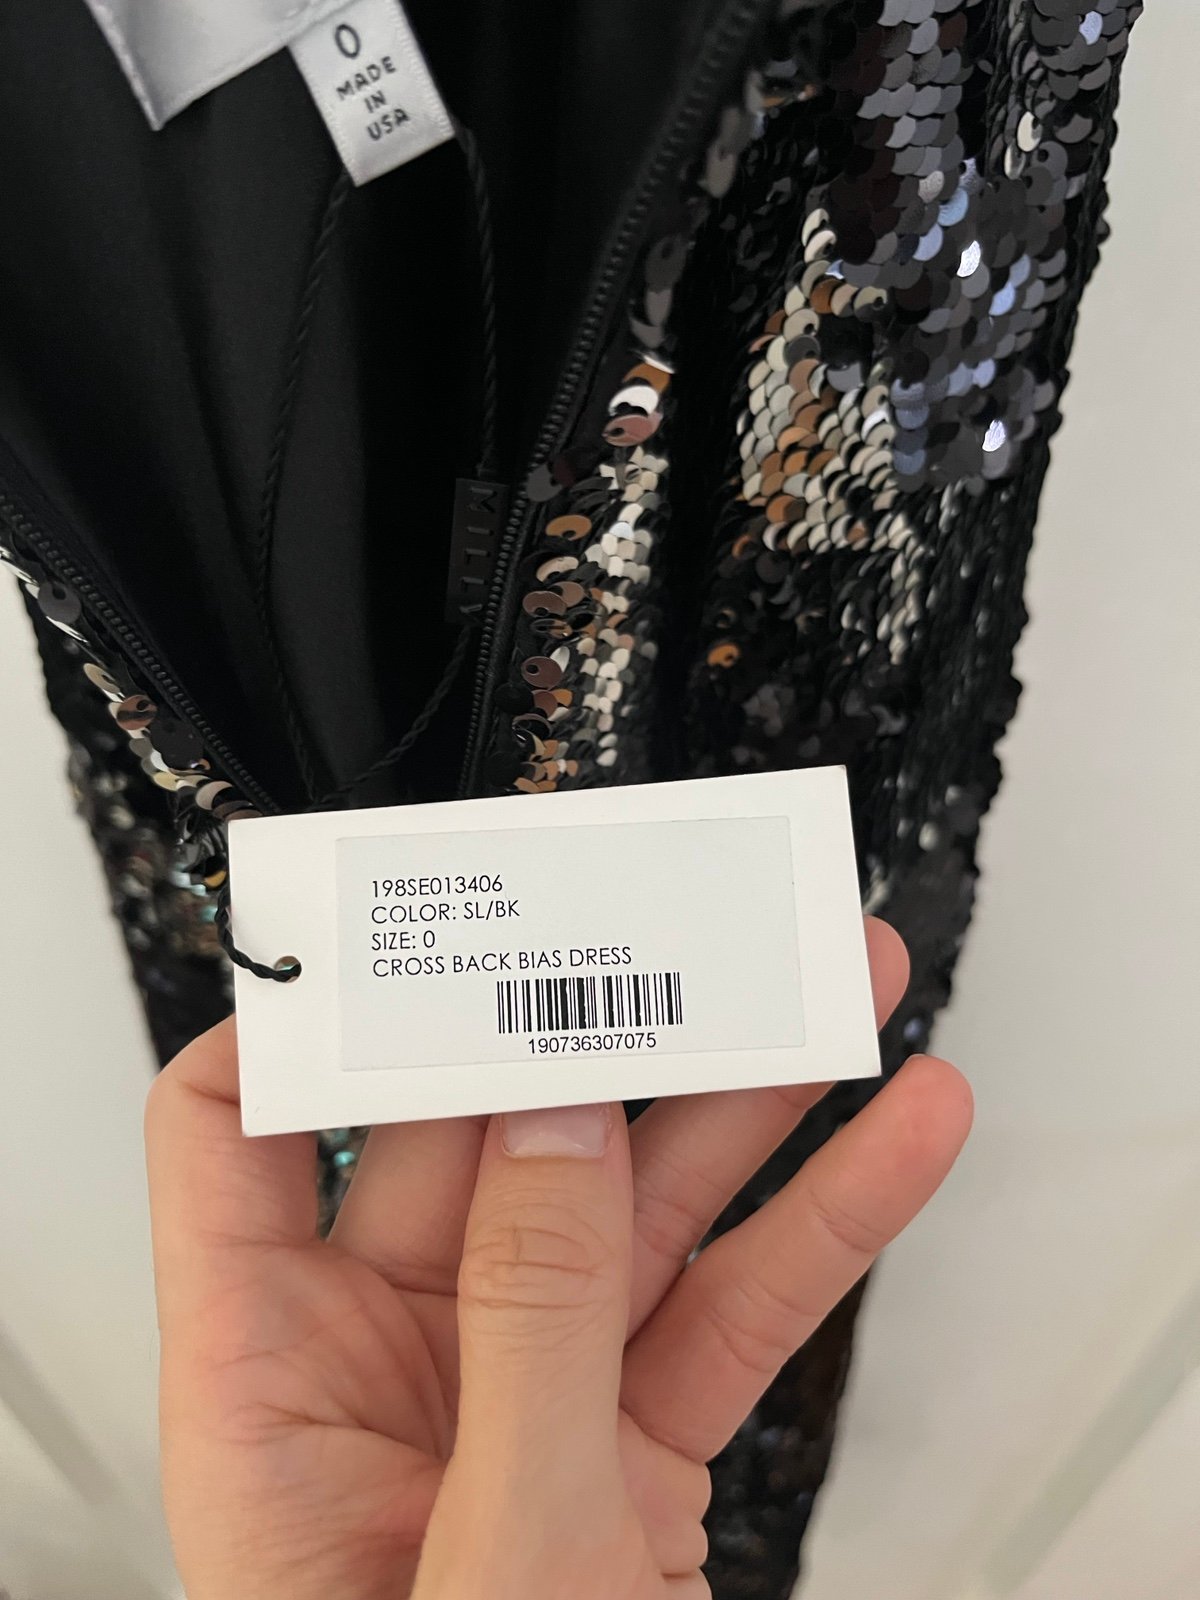 0
MADE
IN
USA
MILLY
198SE013406
COLOR: SL/BK
SIZE: 0
CROSS BACK BIAS DRESS
190736307075